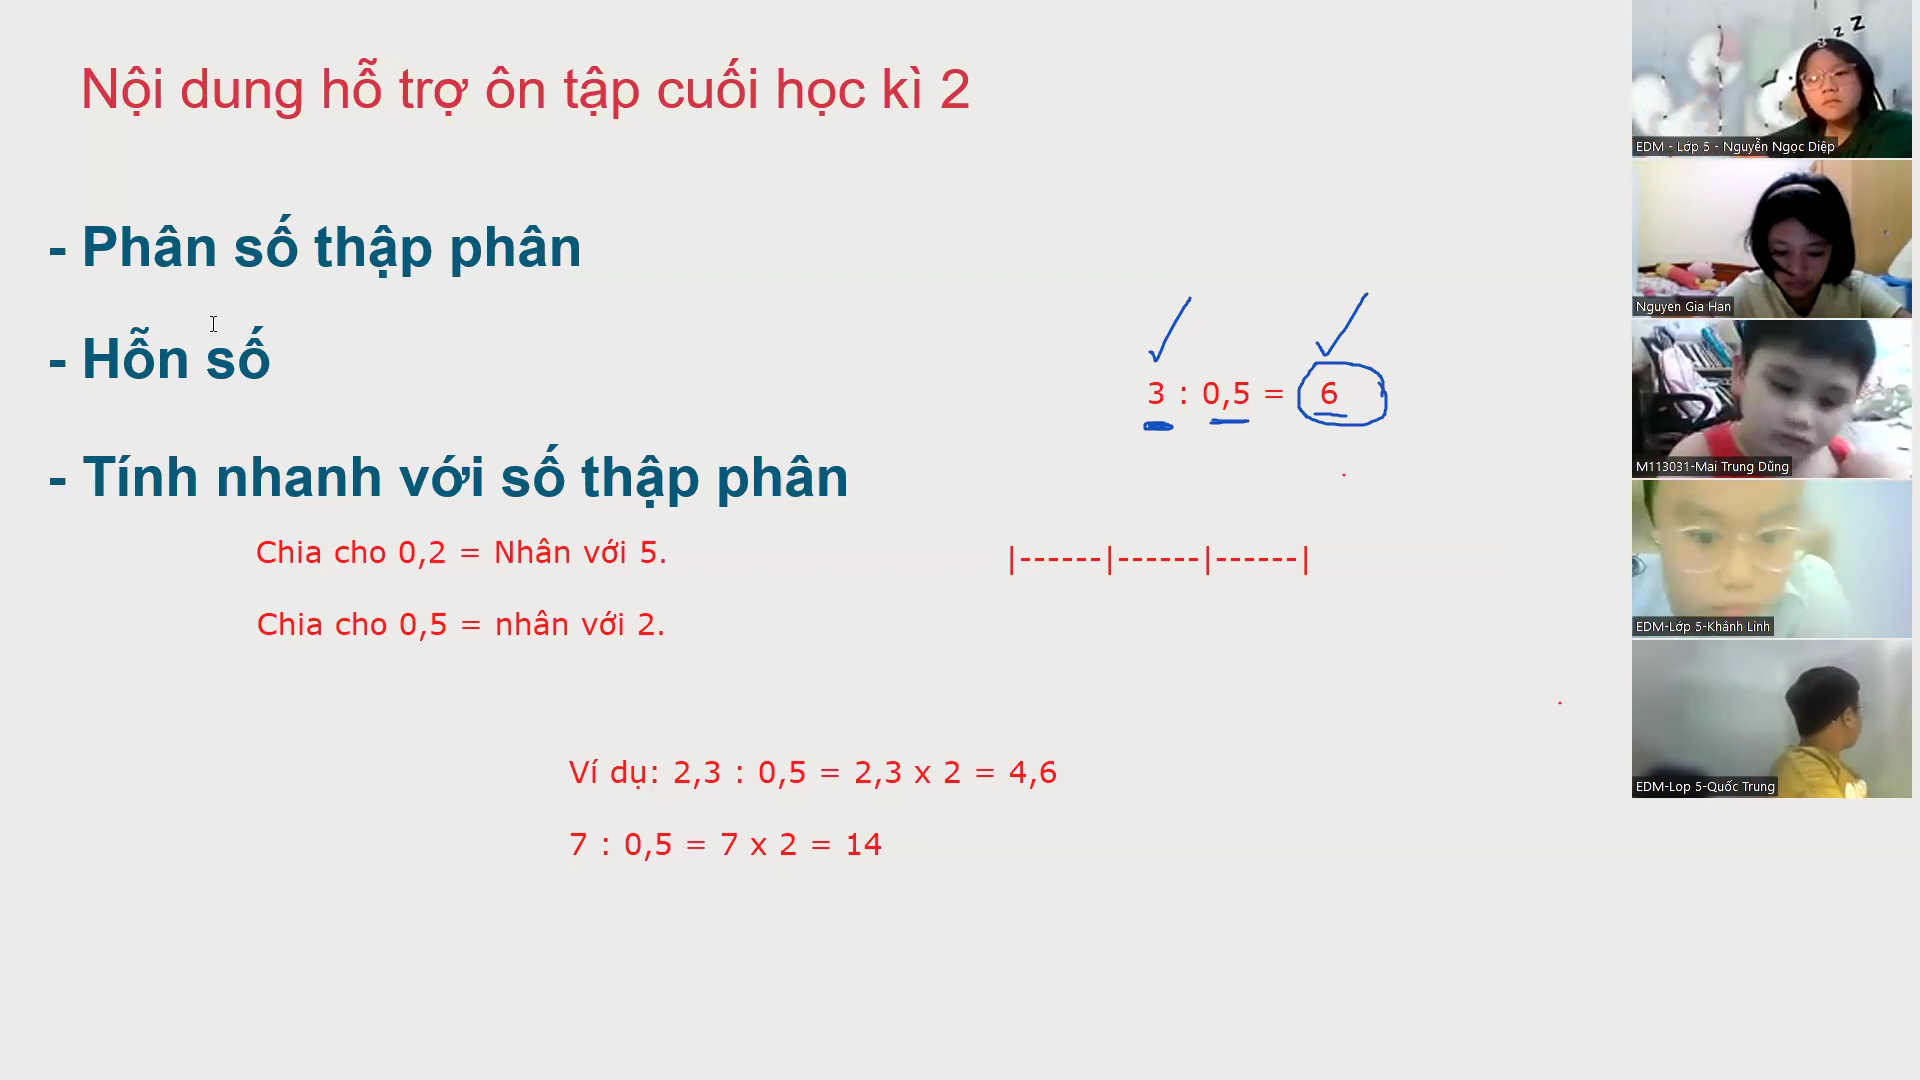 Nội dung hỗ trợ ôn tập cuối học kì 2
- Phân số thập phân
- Hỗn số
3 : 0,5 = 6
- Tính nhanh với số thập phân
Chia cho 0,2 = Nhân với 5.
|------|------|------|
Chia cho 0,5 = nhân với 2.
Ví dụ: 2,3 : 0,5 = 2,3 x 2 = 4,6
7 : 0,5 = 7 x 2 = 14
z z Z
EDM - Lớp 5 - Nguyễn Ngọc Diệp
Nguyen Gia Han
M113031-Mai Trung Dũng
EDM-Lớp 5-Khánh Linh
EDM-Lop 5-Quốc Trung